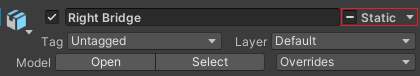 Right Bridge Static
Tag Untagged Layer Default
Model Open Select Overrides